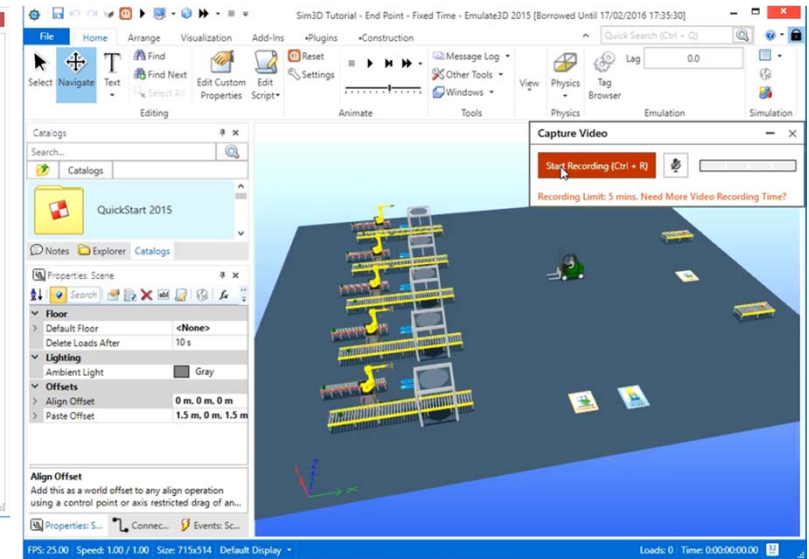 Sim3D Tutorial - End Point - Fixed Time - Emulate3D 2015 [Borrowed Until 17/02/2016 17:35:30]
File Home Arrange Visualization Add-Ins •Plugins •Construction Quick Search (Ctrl + Q)
Select Navigate Text Find Find Next Select All Edit Custom Properties Edit Script Reset Settings Message Log Other Tools Windows View Physics Tag Browser Lag 0.0
Editing Animate Tools Physics Emulation Simulation
Catalogs
Search...
Catalogs
QuickStart 2015
Notes Explorer Catalogs
Properties: Scene
Search
Floor
Default Floor <None>
Delete Loads After 10 s
Lighting
Ambient Light Gray
Offsets
Align Offset 0 m, 0 m, 0 m
Paste Offset 1.5 m, 0 m, 1.5 m
Align Offset
Add this as a world offset to any align operation
using a control point or axis restricted drag of an...
Properties: S... Connec... Events: Sc...
Capture Video
Start Recording (Ctrl + R)
Recording Limit: 5 mins. Need More Video Recording Time?
FPS: 25.00 Speed: 1.00 / 1.00 Size: 715x514 Default Display Loads: 0 Time: 0:00:00:00.00 32